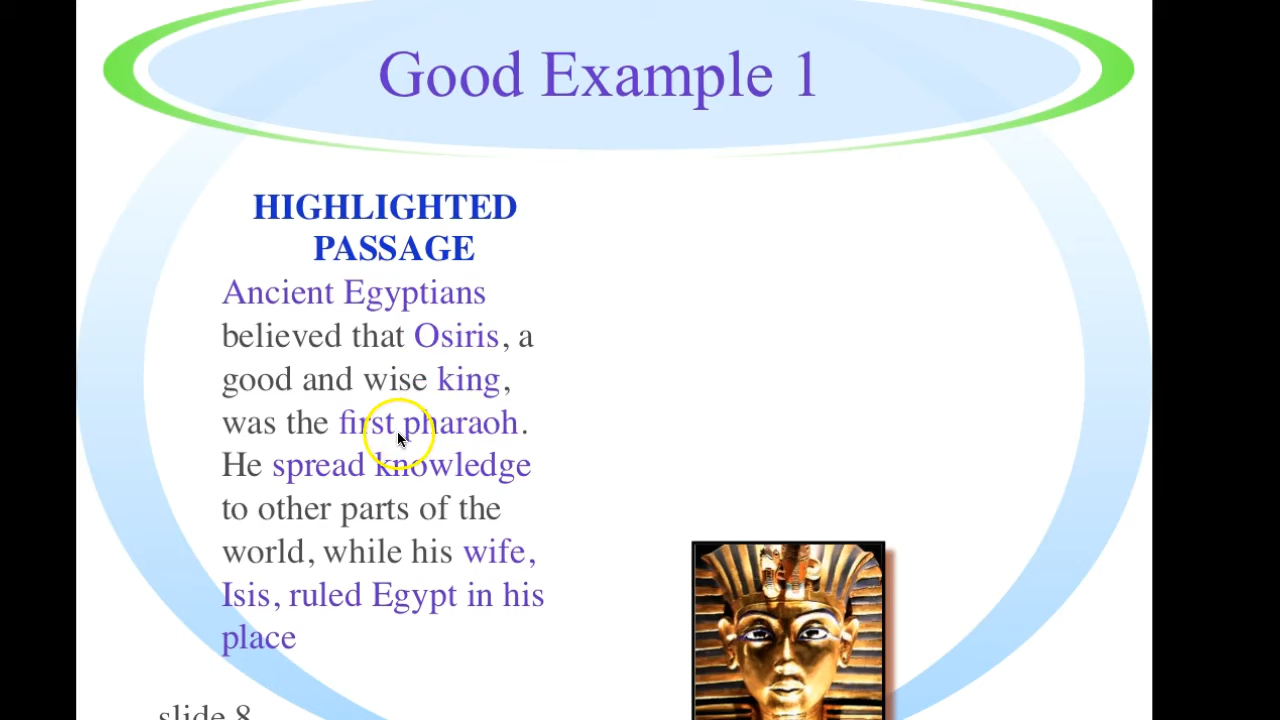 Good Example 1
HIGHLIGHTED
PASSAGE
Ancient Egyptians
believed that Osiris, a
good and wise king,
was the first pharaoh.
He spread knowledge
to other parts of the
world, while his wife,
Isis, ruled Egypt in his
place
slide 8